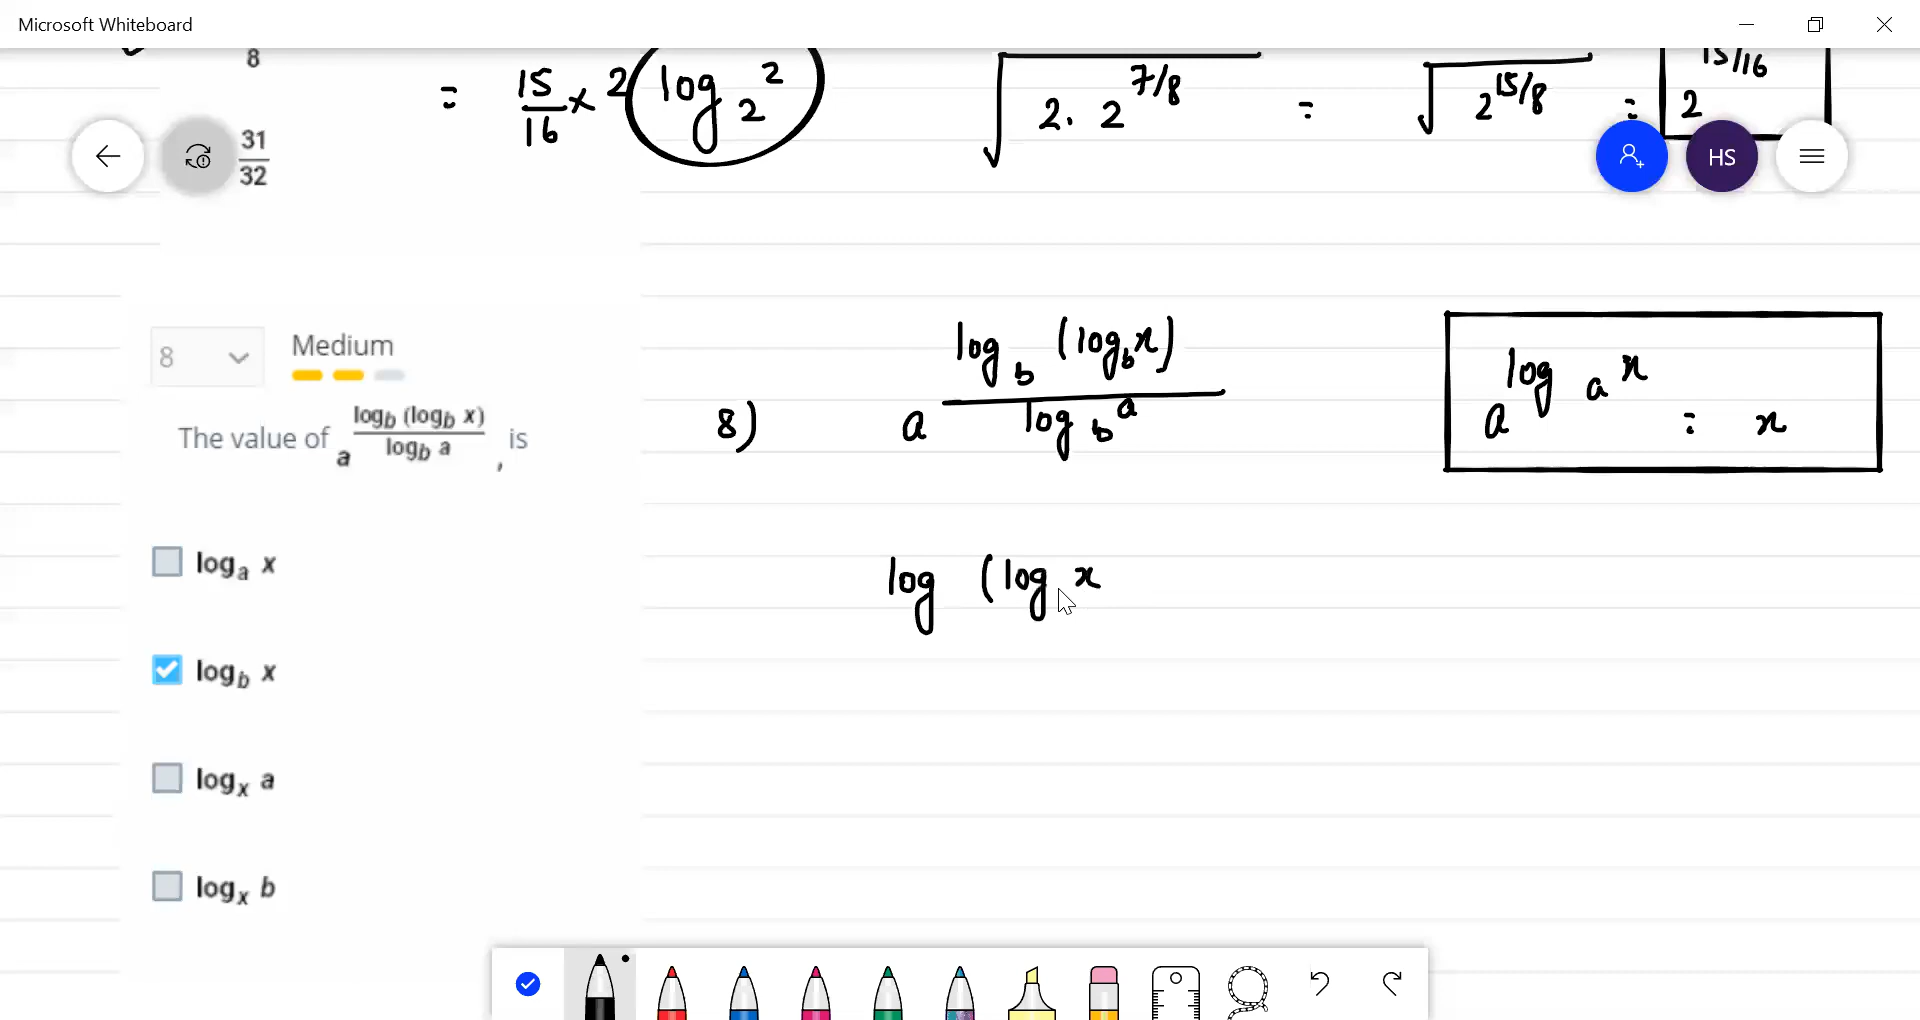 Microsoft Whiteboard
8
= 15/16 × 2 log 2 2
√2. 2^7/8 = √2^15/8 = 2^15/16
31/32
HS
8
Medium
The value of a^(log_b (log_b x) / log_b a), is
8) a^(log_b (log_b x) / log_b a)
a^(log_a x) = x
log_a x
log (log x
log_b x
log_x a
log_x b